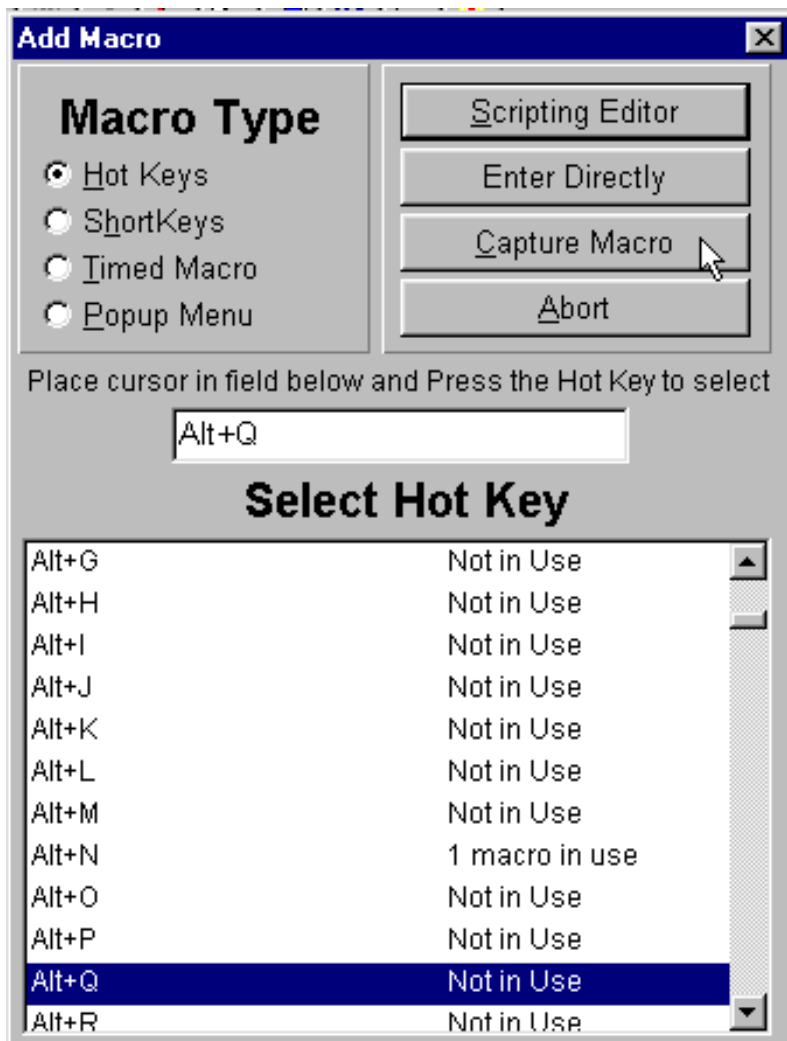 Add Macro
Macro Type
Hot Keys
ShortKeys
Timed Macro
Popup Menu
Scripting Editor
Enter Directly
Capture Macro
Abort
Place cursor in field below and Press the Hot Key to select
Alt+Q
Select Hot Key
Alt+G Not in Use
Alt+H Not in Use
Alt+I Not in Use
Alt+J Not in Use
Alt+K Not in Use
Alt+L Not in Use
Alt+M Not in Use
Alt+N 1 macro in use
Alt+O Not in Use
Alt+P Not in Use
Alt+Q Not in Use
Alt+R Not in Use